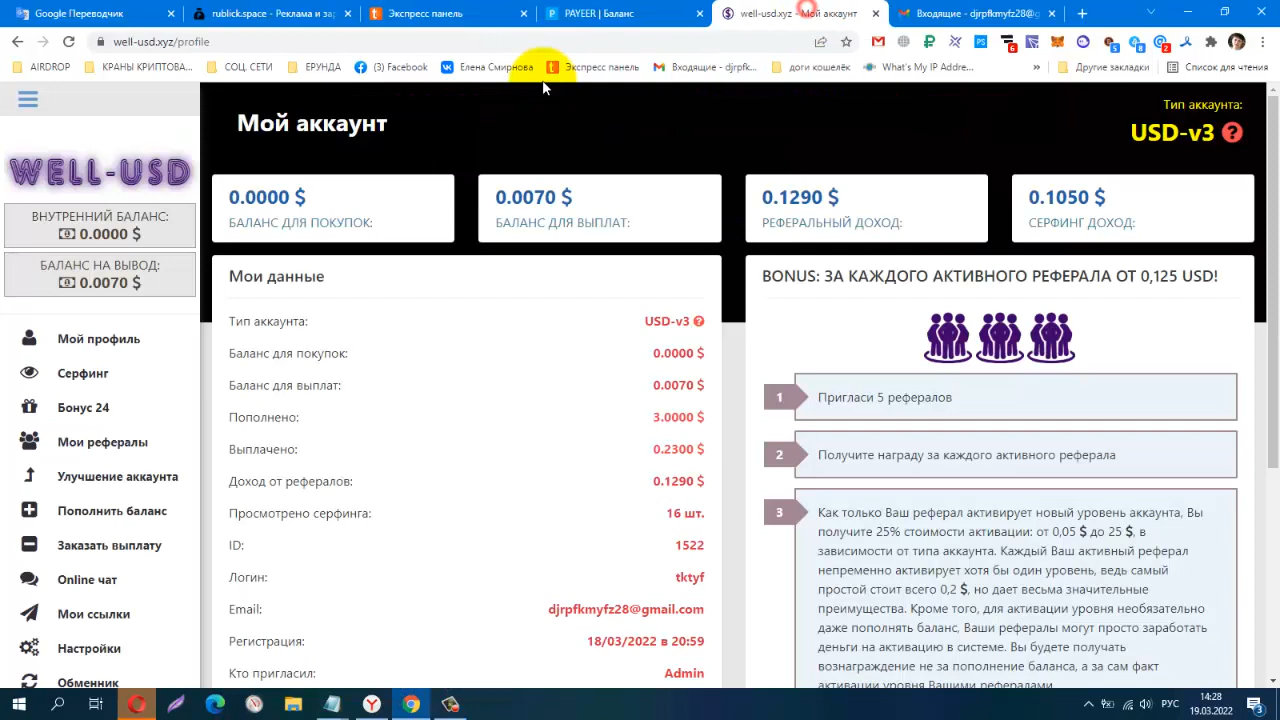 Google Переводчик
rublick.space - Реклама и зар
Экспресс панель
PAYEER | Баланс
well-usd.xyz - Мой аккаунт
Входящие - djrpfkmyfz28@g
well-usd.xyz/profile
AIRDROP
КРАНЫ КРИПТОВА...
СОЦ. СЕТИ
ЕРУНДА
(3) Facebook
Елена Смирнова
Экспресс панель
Входящие - djrpfk...
доги кошелёк
What's My IP Addre...
»
Другие закладки
Список для чтения
Мой аккаунт
Тип аккаунта:
USD-v3
WELL-USD
ВНУТРЕННИЙ БАЛАНС:
0.0000 $
БАЛАНС НА ВЫВОД:
0.0070 $
Мой профиль
Серфинг
Бонус 24
Мои рефералы
Улучшение аккаунта
Пополнить баланс
Заказать выплату
Online чат
Мои ссылки
Настройки
Обменник
0.0000 $
БАЛАНС ДЛЯ ПОКУПОК:
0.0070 $
БАЛАНС ДЛЯ ВЫПЛАТ:
0.1290 $
РЕФЕРАЛЬНЫЙ ДОХОД:
0.1050 $
СЕРФИНГ ДОХОД:
Мои данные
Тип аккаунта: USD-v3
Баланс для покупок: 0.0000 $
Баланс для выплат: 0.0070 $
Пополнено: 3.0000 $
Выплачено: 0.2300 $
Доход от рефералов: 0.1290 $
Просмотрено серфинга: 16 шт.
ID: 1522
Логин: tktyf
Email: djrpfkmyfz28@gmail.com
Регистрация: 18/03/2022 в 20:59
Кто пригласил: Admin
BONUS: ЗА КАЖДОГО АКТИВНОГО РЕФЕРАЛА ОТ 0,125 USD!
1 Пригласи 5 рефералов
2 Получите награду за каждого активного реферала
3 Как только Ваш реферал активирует новый уровень аккаунта, Вы
получите 25% стоимости активации: от 0,05 $ до 25 $, в
зависимости от типа аккаунта. Каждый Ваш активный реферал
непременно активирует хотя бы один уровень, ведь самый
простой стоит всего 0,2 $, но дает весьма значительные
преимущества. Кроме того, для активации уровня необязательно
даже пополнять баланс, Ваши рефералы могут просто заработать
деньги на активацию в системе. Вы будете получать
вознаграждение не за пополнение баланса, а за сам факт
активации уровня Вашими рефералами
РУС
14:28
19.03.2022